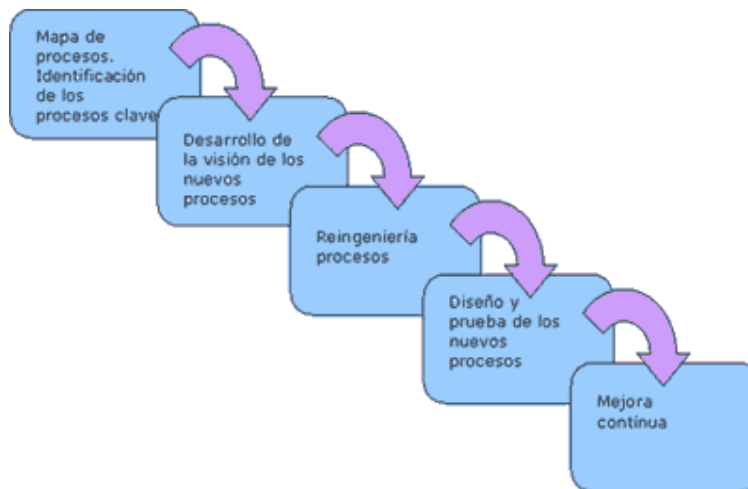 Mapa de
procesos.
Identificación
de los
procesos clave
Desarrollo de
la visión de los
nuevos
procesos
Reingeniería
procesos
Diseño y
prueba de los
nuevos
procesos
Mejora
contínua